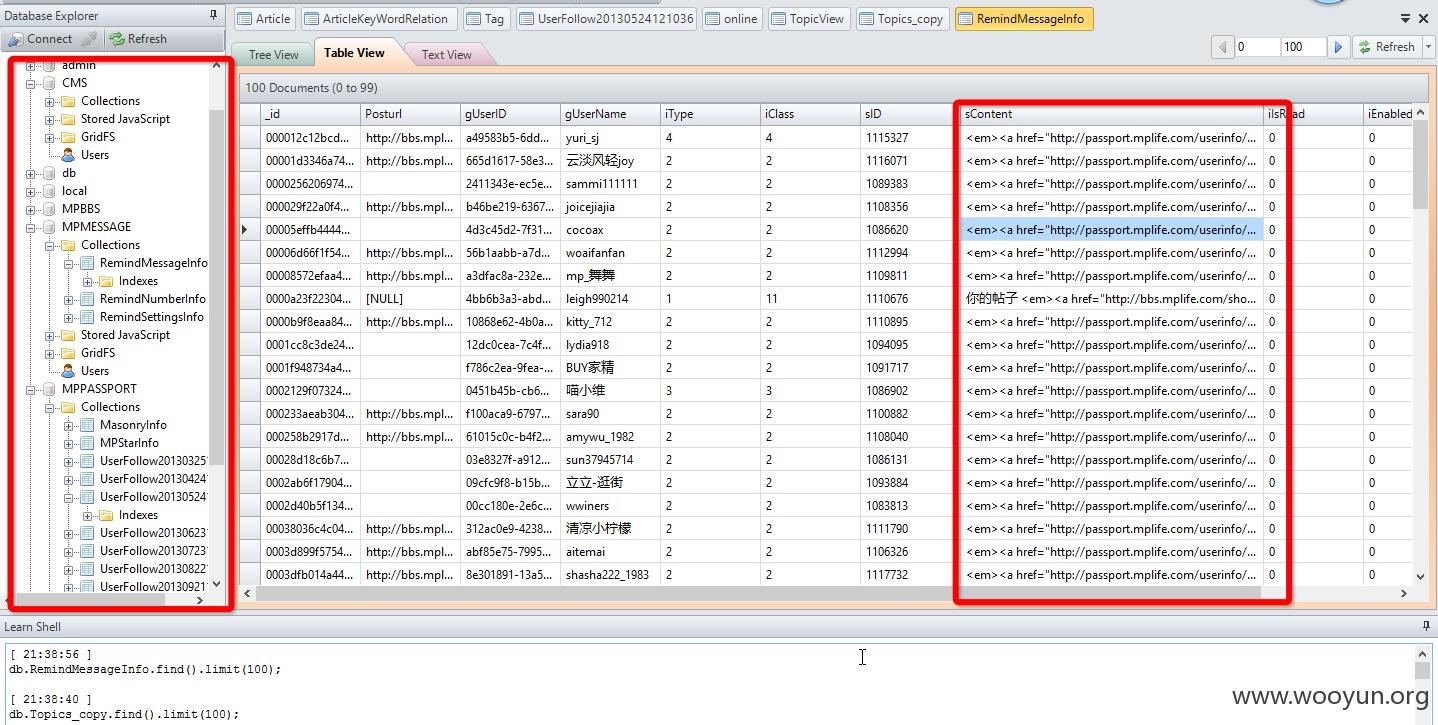 Database Explorer
Connect Refresh
admin
CMS
Collections
Stored JavaScript
GridFS
Users
db
local
MPBBS
MPMESSAGE
Collections
RemindMessageInfo
Indexes
RemindNumberInfo
RemindSettingsInfo
Stored JavaScript
GridFS
Users
MPPASSPORT
Collections
MasonryInfo
MPStarInfo
UserFollow20130325
UserFollow20130424
UserFollow20130524
Indexes
UserFollow20130623
UserFollow20130723
UserFollow20130822
UserFollow20130921
Article ArticleKeyWordRelation Tag UserFollow20130524121036 online TopicView Topics_copy RemindMessageInfo
Tree View Table View Text View 0 100 Refresh
100 Documents (0 to 99)
_id Posturl gUserID gUserName iType iClass sID sContent iIsRead iEnabled
000012c12bcd... http://bbs.mpl... a49583b5-6dd... yuri_sj 4 4 1115327 <em><a href="http://passport.mplife.com/userinfo/... 0 0
00001d3346a74... http://bbs.mpl... 665d1617-58e3... 云淡风轻joy 2 2 1116071 <em><a href="http://passport.mplife.com/userinfo/... 0 0
0000256206974... 2411343e-ec5e... sammi111111 2 2 1089383 <em><a href="http://passport.mplife.com/userinfo/... 0 0
000029f22a0f4... http://bbs.mpl... b46be219-6367... joicejiajia 2 2 1108356 <em><a href="http://passport.mplife.com/userinfo/... 0 0
00005effb4444... 4d3c45d2-7f31... cocoax 2 2 1086620 <em><a href="http://passport.mplife.com/userinfo/... 0 0
00006d66f1f54... http://bbs.mpl... 56b1aabb-a7d... woaifanfan 2 2 1112994 <em><a href="http://passport.mplife.com/userinfo/... 0 0
00008572efaa4... http://bbs.mpl... a3dfac8a-232e... mp_舞舞 2 2 1109811 <em><a href="http://passport.mplife.com/userinfo/... 0 0
0000a23f22304... [NULL] 4bb6b3a3-abd... leigh990214 1 11 1110676 你的帖子 <em><a href="http://bbs.mplife.com/sho... 0 0
0000b9f8eaa84... http://bbs.mpl... 10868e62-4b0a... kitty_712 2 2 1110895 <em><a href="http://passport.mplife.com/userinfo/... 0 0
0001cc8c3de24... 12dc0cea-7c4f... lydia918 2 2 1094095 <em><a href="http://passport.mplife.com/userinfo/... 0 0
0001f948734a4... f786c2ea-9fea-... BUY家精 2 2 1091717 <em><a href="http://passport.mplife.com/userinfo/... 0 0
0002129f07324... 0451b45b-cb6... 喵小维 3 3 1086902 <em><a href="http://passport.mplife.com/userinfo/... 0 0
000233aeab304... http://bbs.mpl... f100aca9-6797... sara90 2 2 1100882 <em><a href="http://passport.mplife.com/userinfo/... 0 0
000258b2917d... http://bbs.mpl... 61015c0c-b4f2... amywu_1982 2 2 1108040 <em><a href="http://passport.mplife.com/userinfo/... 0 0
00028d18c6b7... 03e8327f-a912... sun37945714 2 2 1086131 <em><a href="http://passport.mplife.com/userinfo/... 0 0
0002ab6f17904... 09cfc9f8-b15b... 立立-逛街 2 2 1093884 <em><a href="http://passport.mplife.com/userinfo/... 0 0
0002d40b5f134... 00cc180e-2e6c... wwiners 2 2 1083813 <em><a href="http://passport.mplife.com/userinfo/... 0 0
00038036c4c04... http://bbs.mpl... 312ac0e9-4238... 清凉小柠檬 2 2 1111790 <em><a href="http://passport.mplife.com/userinfo/... 0 0
0003d899f5754... http://bbs.mpl... abf85e75-7995... aitemai 2 2 1106326 <em><a href="http://passport.mplife.com/userinfo/... 0 0
0003dfb014a44... http://bbs.mpl... 8e301891-13a5... shasha222_1983 2 2 1117732 <em><a href="http://passport.mplife.com/userinfo/... 0 0
Learn Shell
[ 21:38:56 ]
db.RemindMessageInfo.find().limit(100);
[ 21:38:40 ]
db.Topics_copy.find().limit(100);
www.wooyun.org